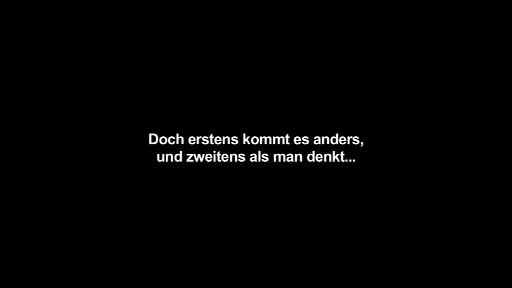 Doch erstens kommt es anders,
und zweitens als man denkt...